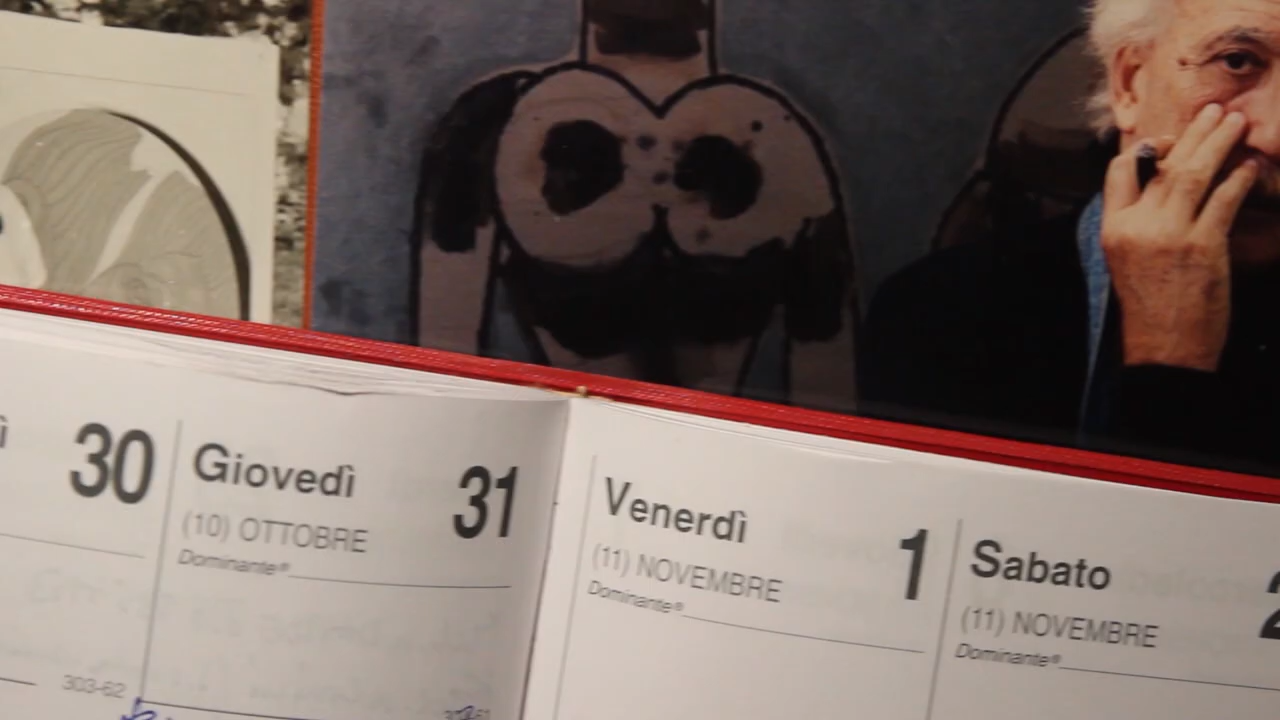 30
Giovedì
31
(10) OTTOBRE
Dominante®
303-62
Venerdì
1
(11) NOVEMBRE
Dominante®
Sabato
(11) NOVEMBRE
Dominante®